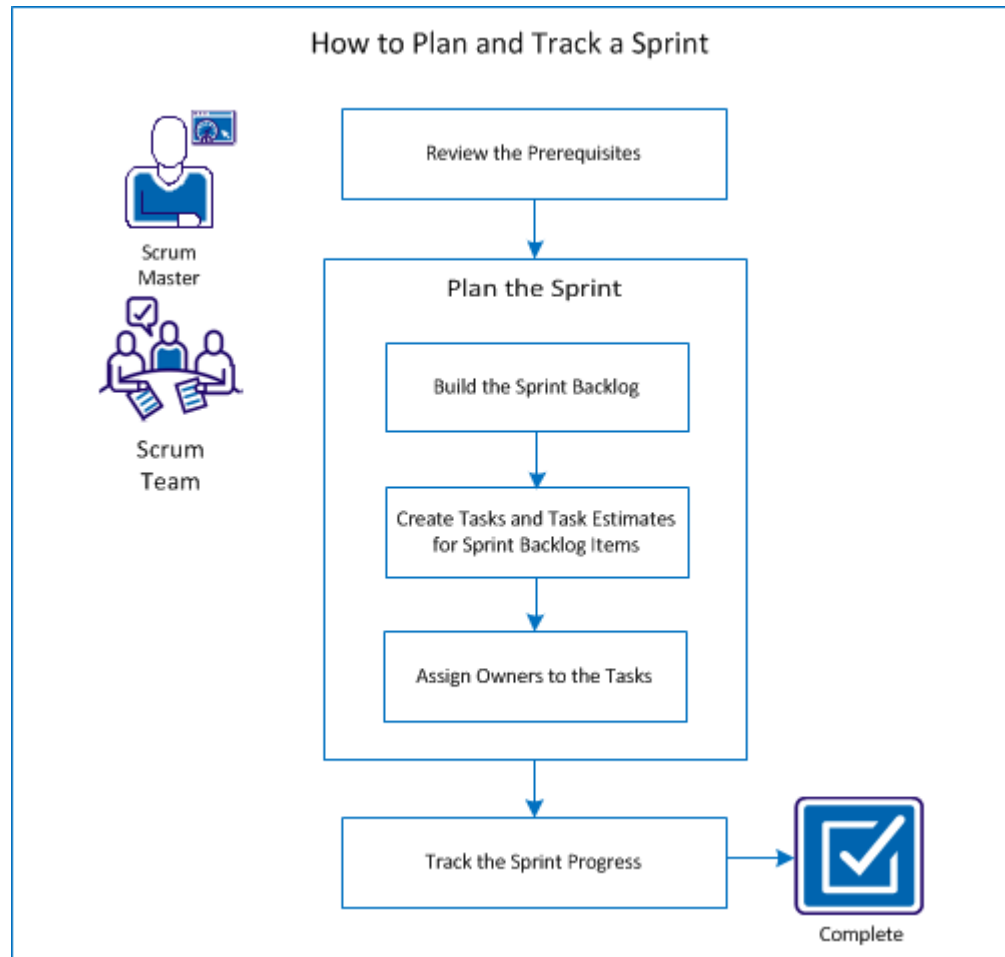 How to Plan and Track a Sprint
Scrum
Master
Scrum
Team
Review the Prerequisites
Plan the Sprint
Build the Sprint Backlog
Create Tasks and Task Estimates
for Sprint Backlog Items
Assign Owners to the Tasks
Track the Sprint Progress
Complete